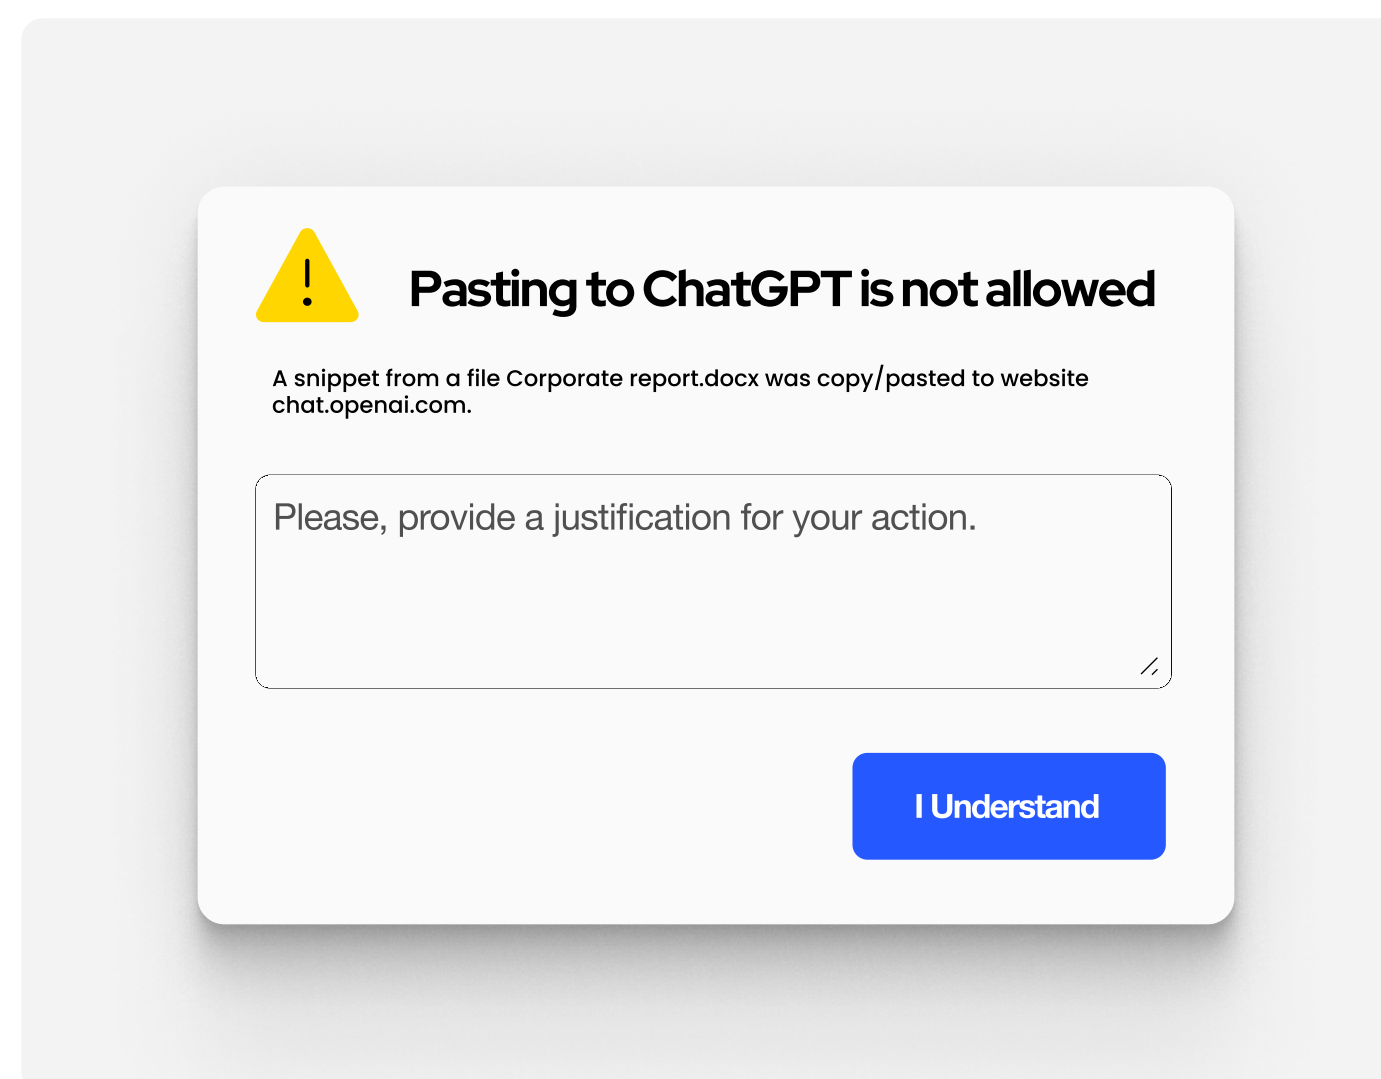 Pasting to ChatGPT is not allowed
A snippet from a file Corporate report.docx was copy/pasted to website
chat.openai.com.
Please, provide a justification for your action.
I Understand